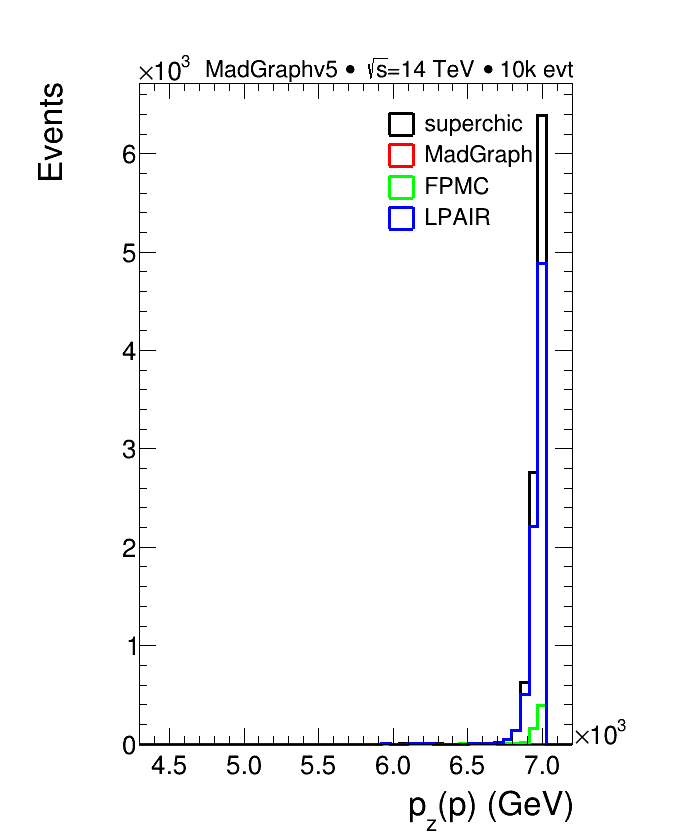 ×10³ MadGraphv5 • √s=14 TeV • 10k evt
Events
superchic
MadGraph
FPMC
LPAIR
6
5
4
3
2
1
0
×10³
4.5 5.0 5.5 6.0 6.5 7.0
p_z(p) (GeV)